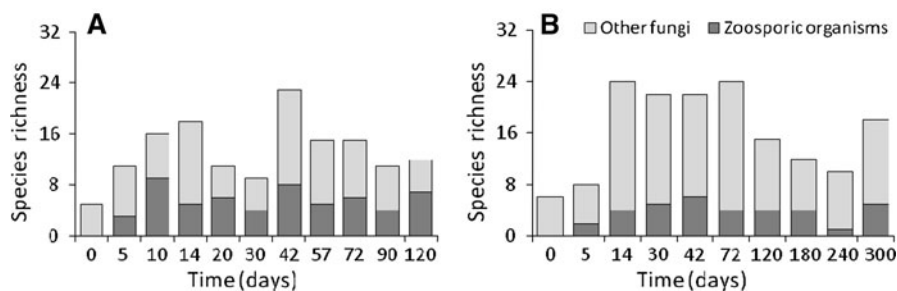 A
Species richness
32
24
16
8
0
0 5 10 14 20 30 42 57 72 90 120
Time (days)
B
Other fungi Zoosporic organisms
Species richness
32
24
16
8
0
0 5 14 30 42 72 120 180 240 300
Time (days)